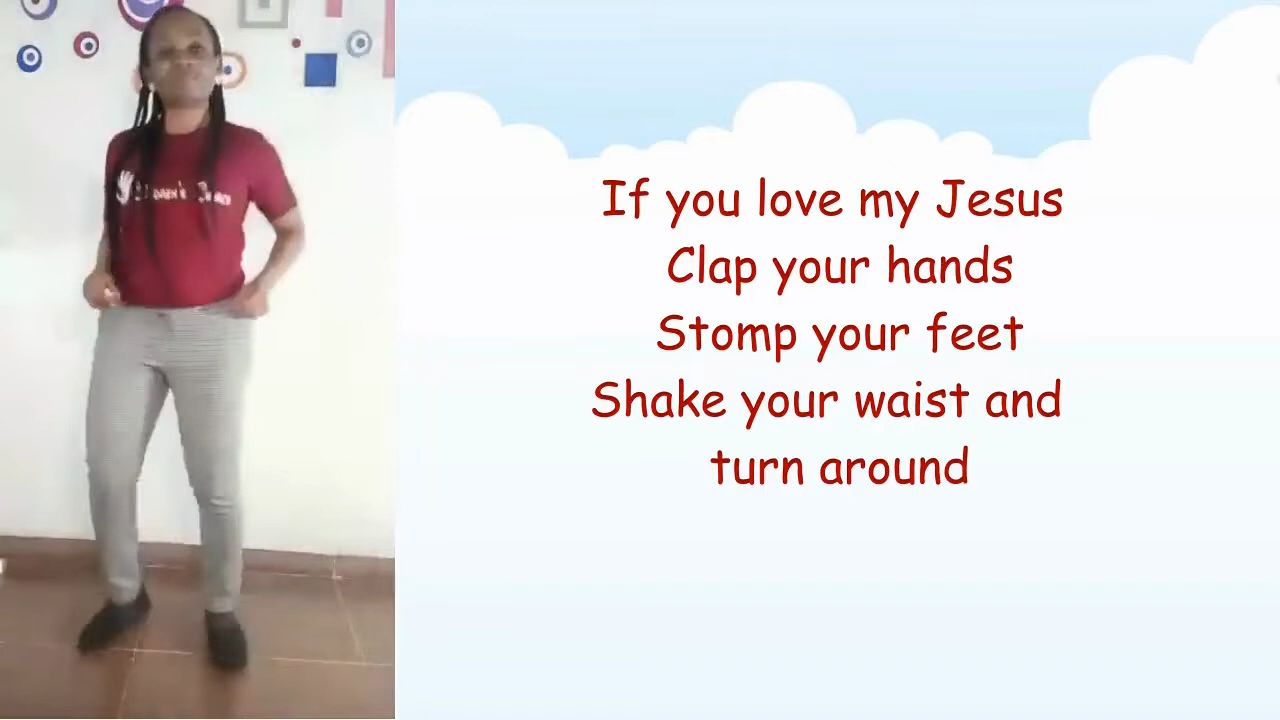 If you love my Jesus
Clap your hands
Stomp your feet
Shake your waist and
turn around